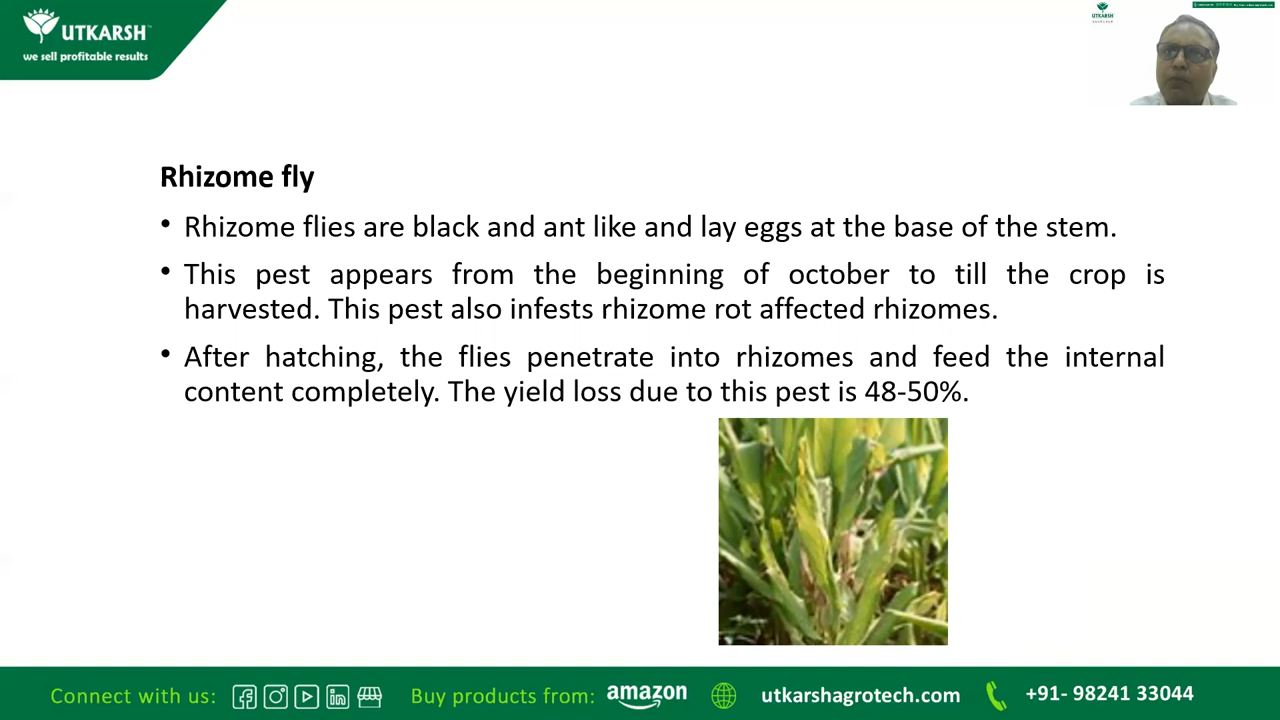 UTKARSH™
we sell profitable results
UTKARSH
Rhizome fly
• Rhizome flies are black and ant like and lay eggs at the base of the stem.
• This pest appears from the beginning of october to till the crop is
harvested. This pest also infests rhizome rot affected rhizomes.
• After hatching, the flies penetrate into rhizomes and feed the internal
content completely. The yield loss due to this pest is 48-50%.
Connect with us: Buy products from: amazon utkarshagrotech.com +91- 98241 33044